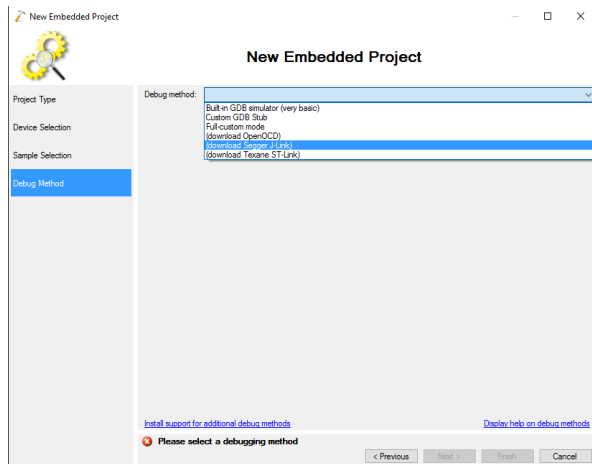 New Embedded Project
New Embedded Project
Project Type
Device Selection
Sample Selection
Debug Method
Debug method:
Built-in GDB simulator (very basic)
Custom GDB Stub
Full-custom mode
(download OpenOCD)
(download Segger J-Link)
(download Texane ST-Link)
Install support for additional debug methods
Display help on debug methods
Please select a debugging method
< Previous
Next >
Finish
Cancel